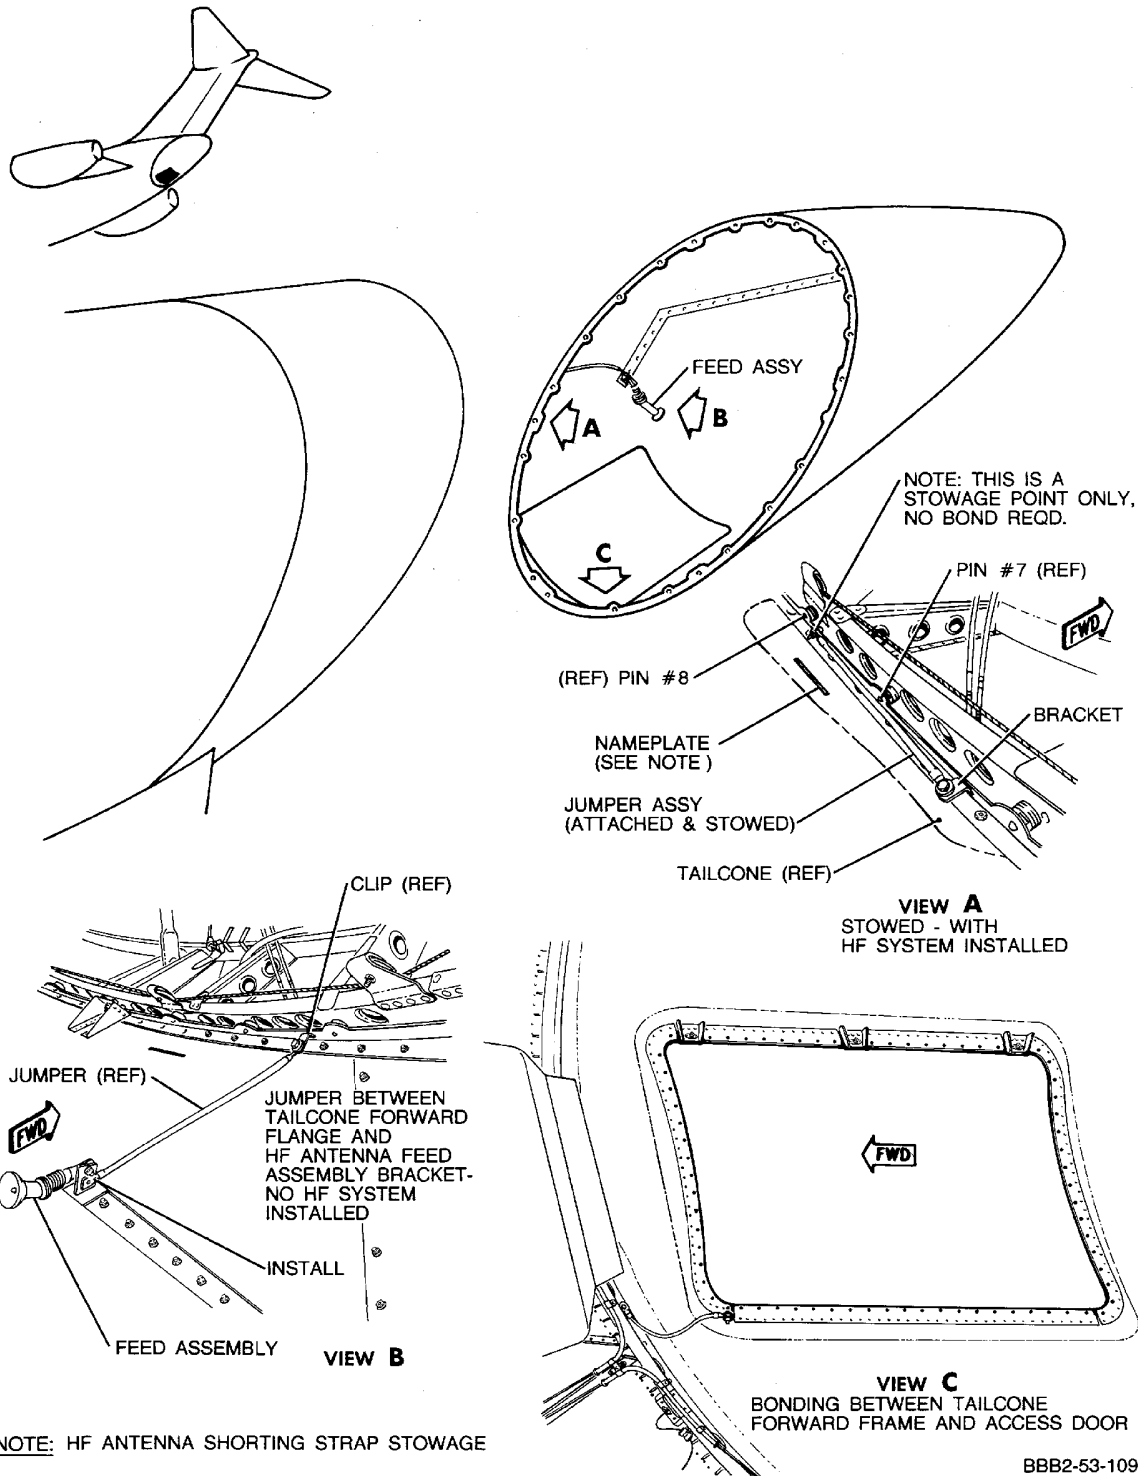 FEED ASSY
A
B
C
NOTE: THIS IS A
STOWAGE POINT ONLY,
NO BOND REQD.
PIN #7 (REF)
FWD
(REF) PIN #8
BRACKET
NAMEPLATE
(SEE NOTE )
JUMPER ASSY
(ATTACHED & STOWED)
TAILCONE (REF)
VIEW A
STOWED - WITH
HF SYSTEM INSTALLED
CLIP (REF)
JUMPER (REF)
FWD
JUMPER BETWEEN
TAILCONE FORWARD
FLANGE AND
HF ANTENNA FEED
ASSEMBLY BRACKET-
NO HF SYSTEM
INSTALLED
INSTALL
FEED ASSEMBLY
VIEW B
FWD
VIEW C
BONDING BETWEEN TAILCONE
FORWARD FRAME AND ACCESS DOOR
NOTE: HF ANTENNA SHORTING STRAP STOWAGE
BBB2-53-109